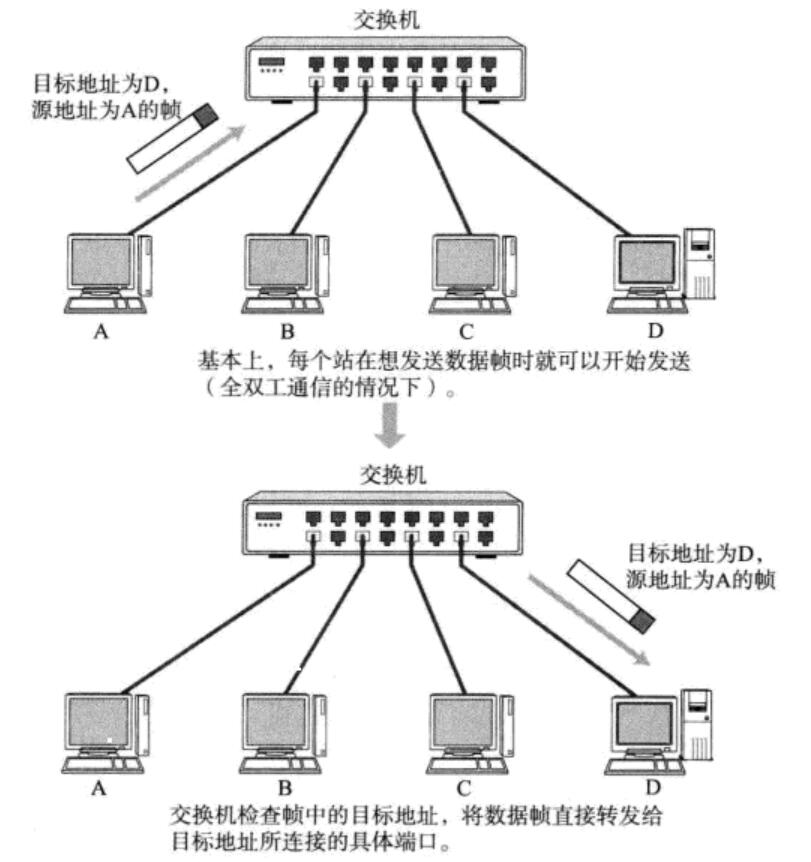 交换机
目标地址为D，
源地址为A的帧
A
B
C
D
基本上，每个站在想发送数据帧时就可以开始发送
（全双工通信的情况下）。
交换机
目标地址为D，
源地址为A的帧
A
B
C
D
交换机检查帧中的目标地址，将数据帧直接转发给
目标地址所连接的具体端口。